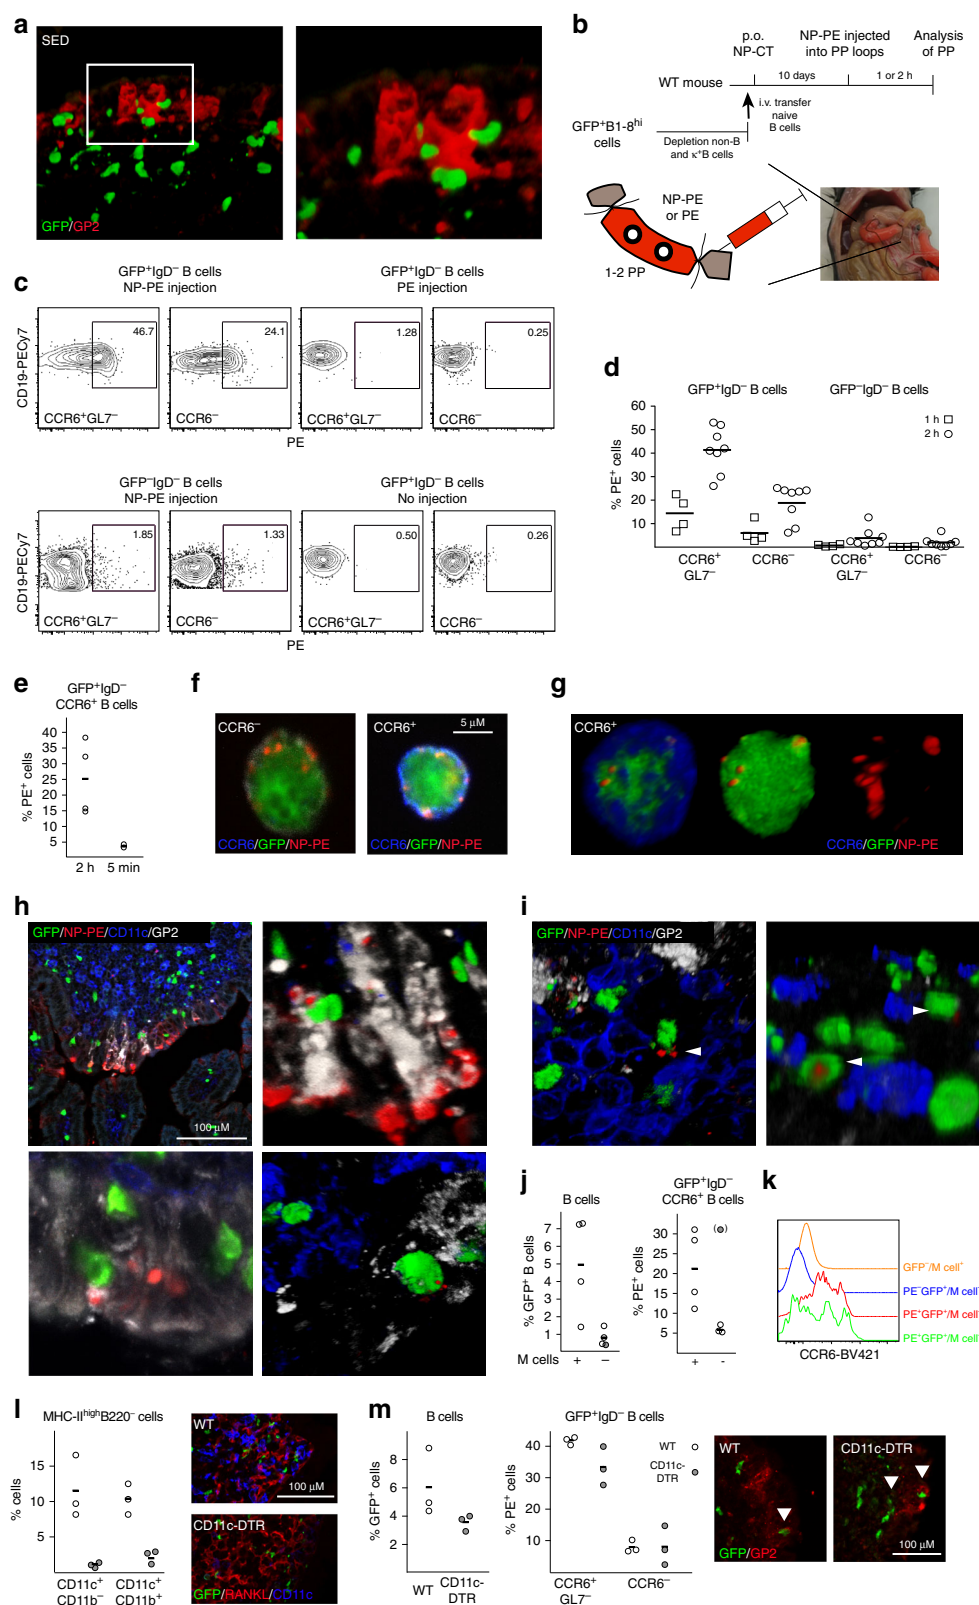 a
SED
GFP/GP2
b
p.o.
NP-CT
NP-PE injected
into PP loops
Analysis
of PP
WT mouse
10 days
1 or 2 h
i.v. transfer
naive
B cells
GFP⁺B1-8ʰⁱ
cells
Depletion non-B
and κ⁺B cells
NP-PE
or PE
1-2 PP
c
GFP⁺IgD⁻ B cells
NP-PE injection
GFP⁺IgD⁻ B cells
PE injection
CD19-PECy7
46.7
24.1
1.28
0.25
CCR6⁺GL7⁻
CCR6⁻
CCR6⁺GL7⁻
CCR6⁻
PE
GFP⁻IgD⁻ B cells
NP-PE injection
GFP⁺IgD⁻ B cells
No injection
CD19-PECy7
1.85
1.33
0.50
0.26
CCR6⁺GL7⁻
CCR6⁻
CCR6⁺GL7⁻
CCR6⁻
PE
d
GFP⁺IgD⁻ B cells
GFP⁻IgD⁻ B cells
1 h
2 h
% PE⁺ cells
60
50
40
30
20
10
CCR6⁺
GL7⁻
CCR6⁻
CCR6⁺
GL7⁻
CCR6⁻
e
GFP⁺IgD⁻
CCR6⁺ B cells
% PE⁺ cells
40
35
30
25
20
15
10
5
2 h
5 min
f
CCR6⁻
CCR6/GFP/NP-PE
CCR6⁺
5 µM
CCR6/GFP/NP-PE
g
CCR6⁺
CCR6/GFP/NP-PE
h
GFP/NP-PE/CD11c/GP2
100 µM
i
GFP/NP-PE/CD11c/GP2
j
B cells
% GFP⁺ B cells
7
6
5
4
3
2
1
M cells
+
−
GFP⁺IgD⁻
CCR6⁺ B cells
% PE⁺ cells
30
25
20
15
10
5
( )
+
-
k
GFP⁻/M cell⁺
PE⁻GFP⁺/M cell⁺
PE⁺GFP⁺/M cell⁺
PE⁺GFP⁺/M cell⁻
CCR6-BV421
l
MHC-IIʰⁱᵍʰB220⁻ cells
% cells
15
10
5
CD11c⁺
CD11b⁻
CD11c⁺
CD11b⁺
WT
100 µM
CD11c-DTR
GFP/RANKL/CD11c
m
B cells
% GFP⁺ cells
8
6
4
2
WT
CD11c-
DTR
GFP⁺IgD⁻ B cells
WT
CD11c-
DTR
% PE⁺ cells
40
30
20
10
CCR6⁺
GL7⁻
CCR6⁻
WT
GFP/GP2
CD11c-DTR
100 µM